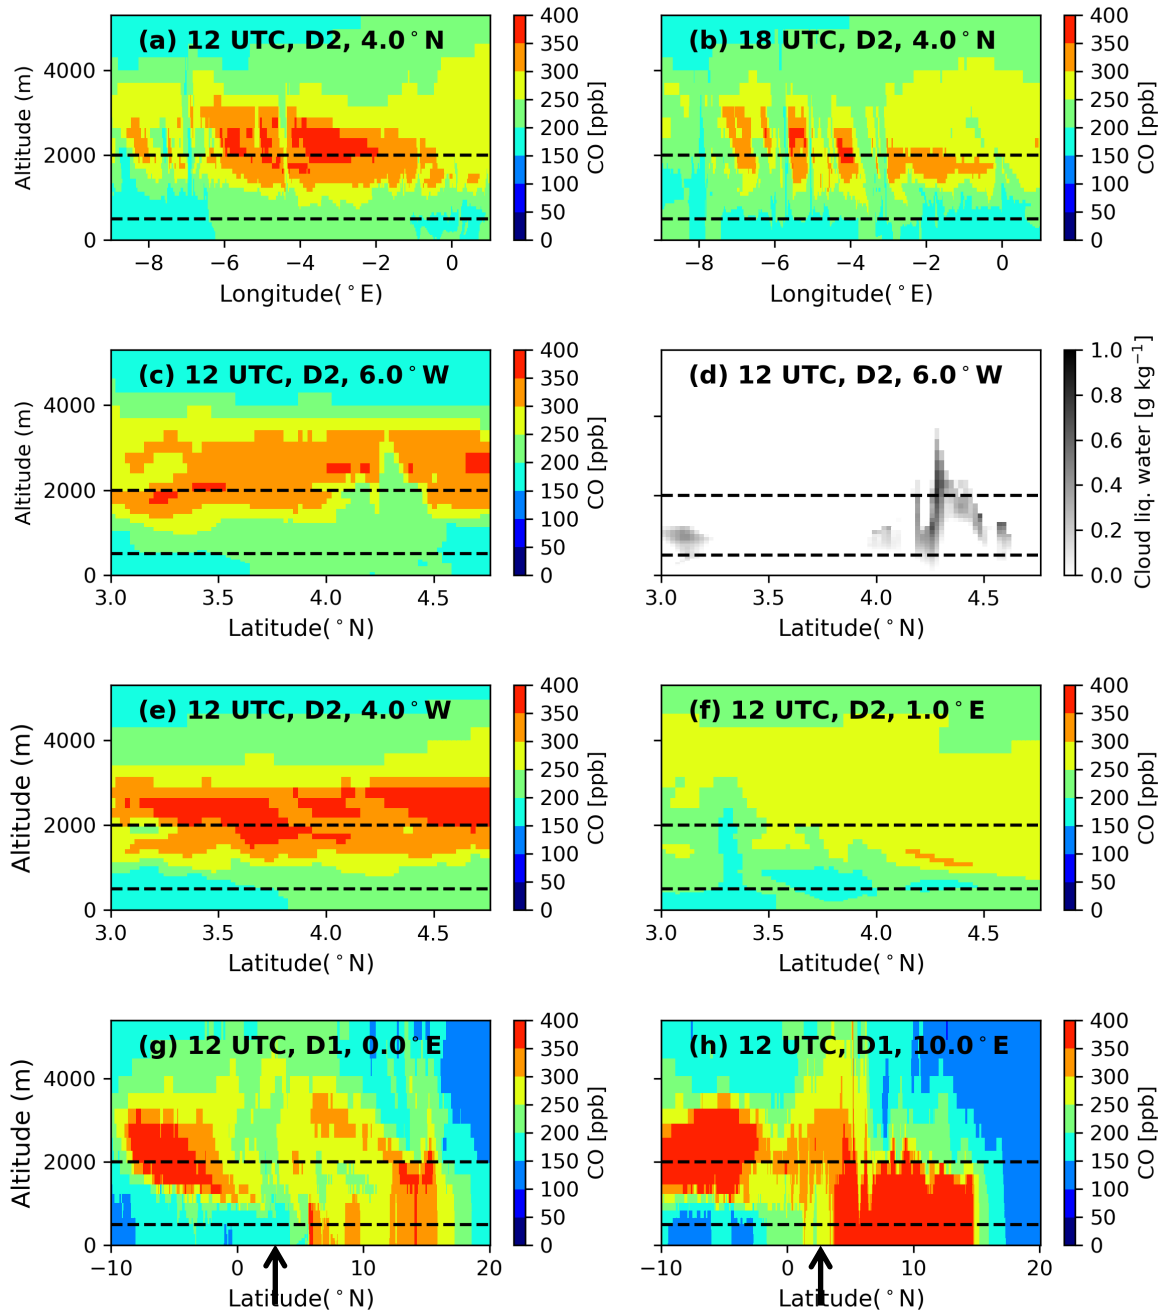 (a) 12 UTC, D2, 4.0°N
Altitude (m)
4000
2000
0
−8 −6 −4 −2 0
Longitude(°E)
400
350
300
250
200
150
100
50
0
CO [ppb]
(b) 18 UTC, D2, 4.0°N
−8 −6 −4 −2 0
Longitude(°E)
400
350
300
250
200
150
100
50
0
CO [ppb]
(c) 12 UTC, D2, 6.0°W
Altitude (m)
4000
2000
0
3.0 3.5 4.0 4.5
Latitude(°N)
400
350
300
250
200
150
100
50
0
CO [ppb]
(d) 12 UTC, D2, 6.0°W
3.0 3.5 4.0 4.5
Latitude(°N)
1.0
0.8
0.6
0.4
0.2
0.0
Cloud liq. water [g kg⁻¹]
(e) 12 UTC, D2, 4.0°W
Altitude (m)
4000
2000
0
3.0 3.5 4.0 4.5
Latitude(°N)
400
350
300
250
200
150
100
50
0
CO [ppb]
(f) 12 UTC, D2, 1.0°E
3.0 3.5 4.0 4.5
Latitude(°N)
400
350
300
250
200
150
100
50
0
CO [ppb]
(g) 12 UTC, D1, 0.0°E
Altitude (m)
4000
2000
0
−10 0 10 20
Latitude(°N)
400
350
300
250
200
150
100
50
0
CO [ppb]
(h) 12 UTC, D1, 10.0°E
−10 0 10 20
Latitude(°N)
400
350
300
250
200
150
100
50
0
CO [ppb]